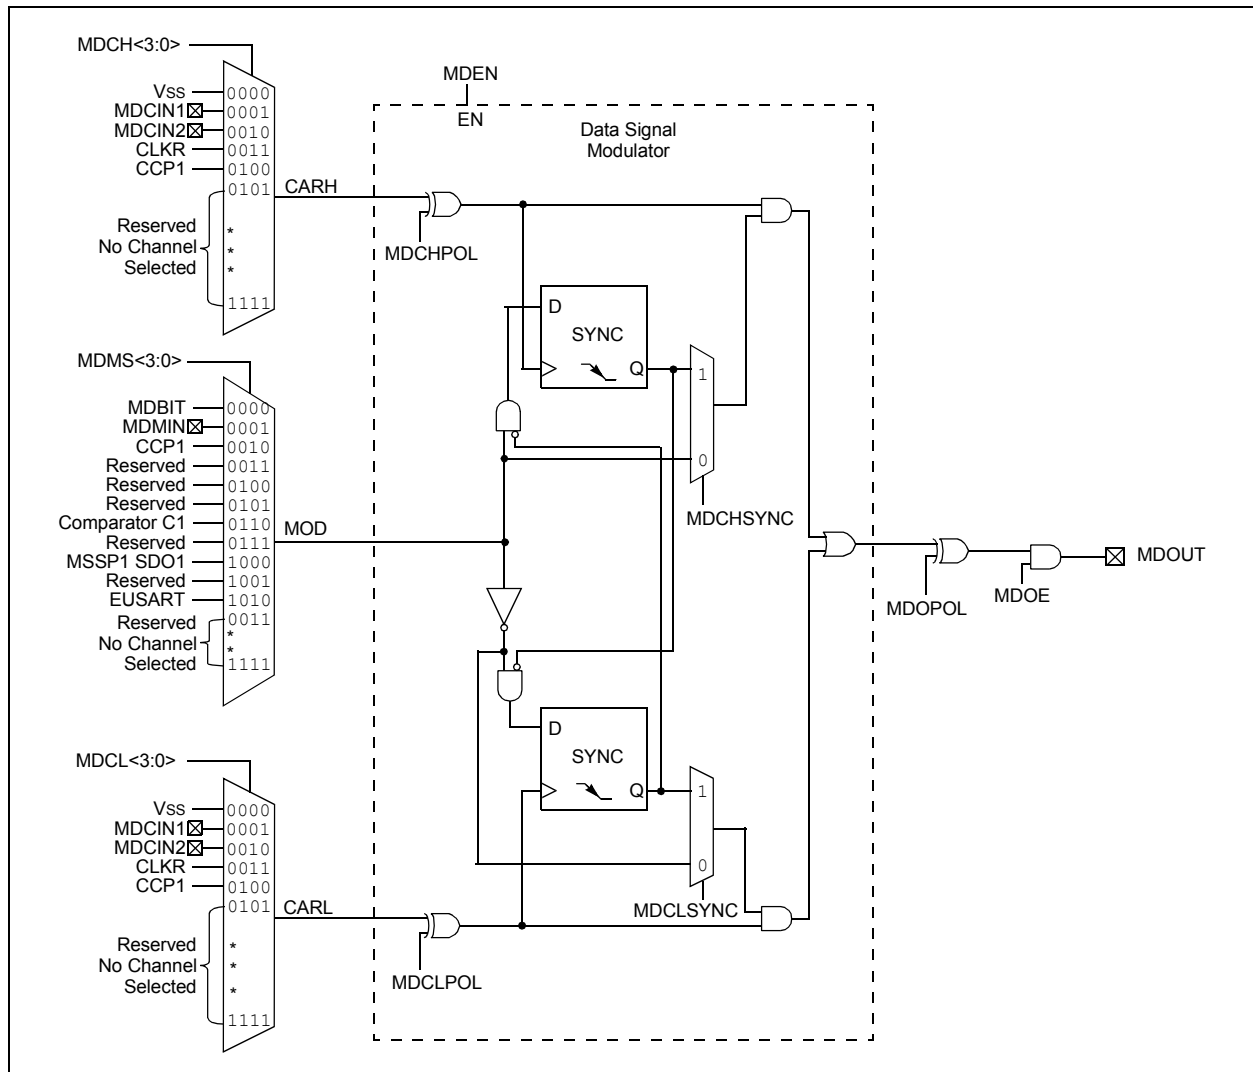 MDCH<3:0>
VSS
0000
MDCIN1
0001
MDCIN2
0010
CLKR
0011
CCP1
0100
0101
CARH
Reserved
No Channel
Selected
*
*
*
1111
MDEN
EN
Data Signal
Modulator
MDCHPOL
D
SYNC
Q
1
0
MDCHSYNC
MDMS<3:0>
MDBIT
0000
MDMIN
0001
CCP1
0010
Reserved
0011
Reserved
0100
Reserved
0101
Comparator C1
0110
Reserved
0111
MOD
MSSP1 SDO1
1000
Reserved
1001
EUSART
1010
0011
Reserved
No Channel
Selected
*
*
1111
MDOPOL
MDOE
MDOUT
D
SYNC
Q
1
0
MDCLSYNC
MDCL<3:0>
VSS
0000
MDCIN1
0001
MDCIN2
0010
CLKR
0011
CCP1
0100
0101
CARL
Reserved
No Channel
Selected
*
*
*
1111
MDCLPOL